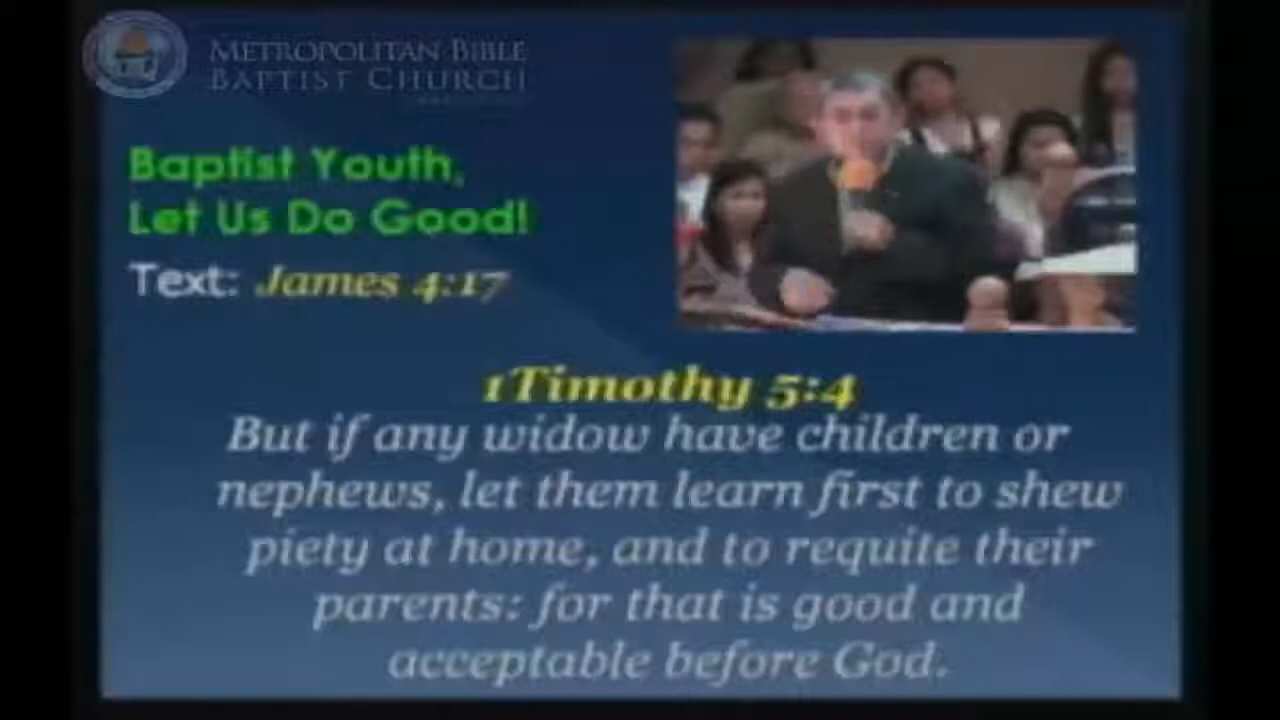 METROPOLITAN BIBLE
BAPTIST CHURCH
Baptist Youth,
Let Us Do Good!
Text: James 4:17
1Timothy 5:4
But if any widow have children or
nephews, let them learn first to shew
piety at home, and to requite their
parents: for that is good and
acceptable before God.